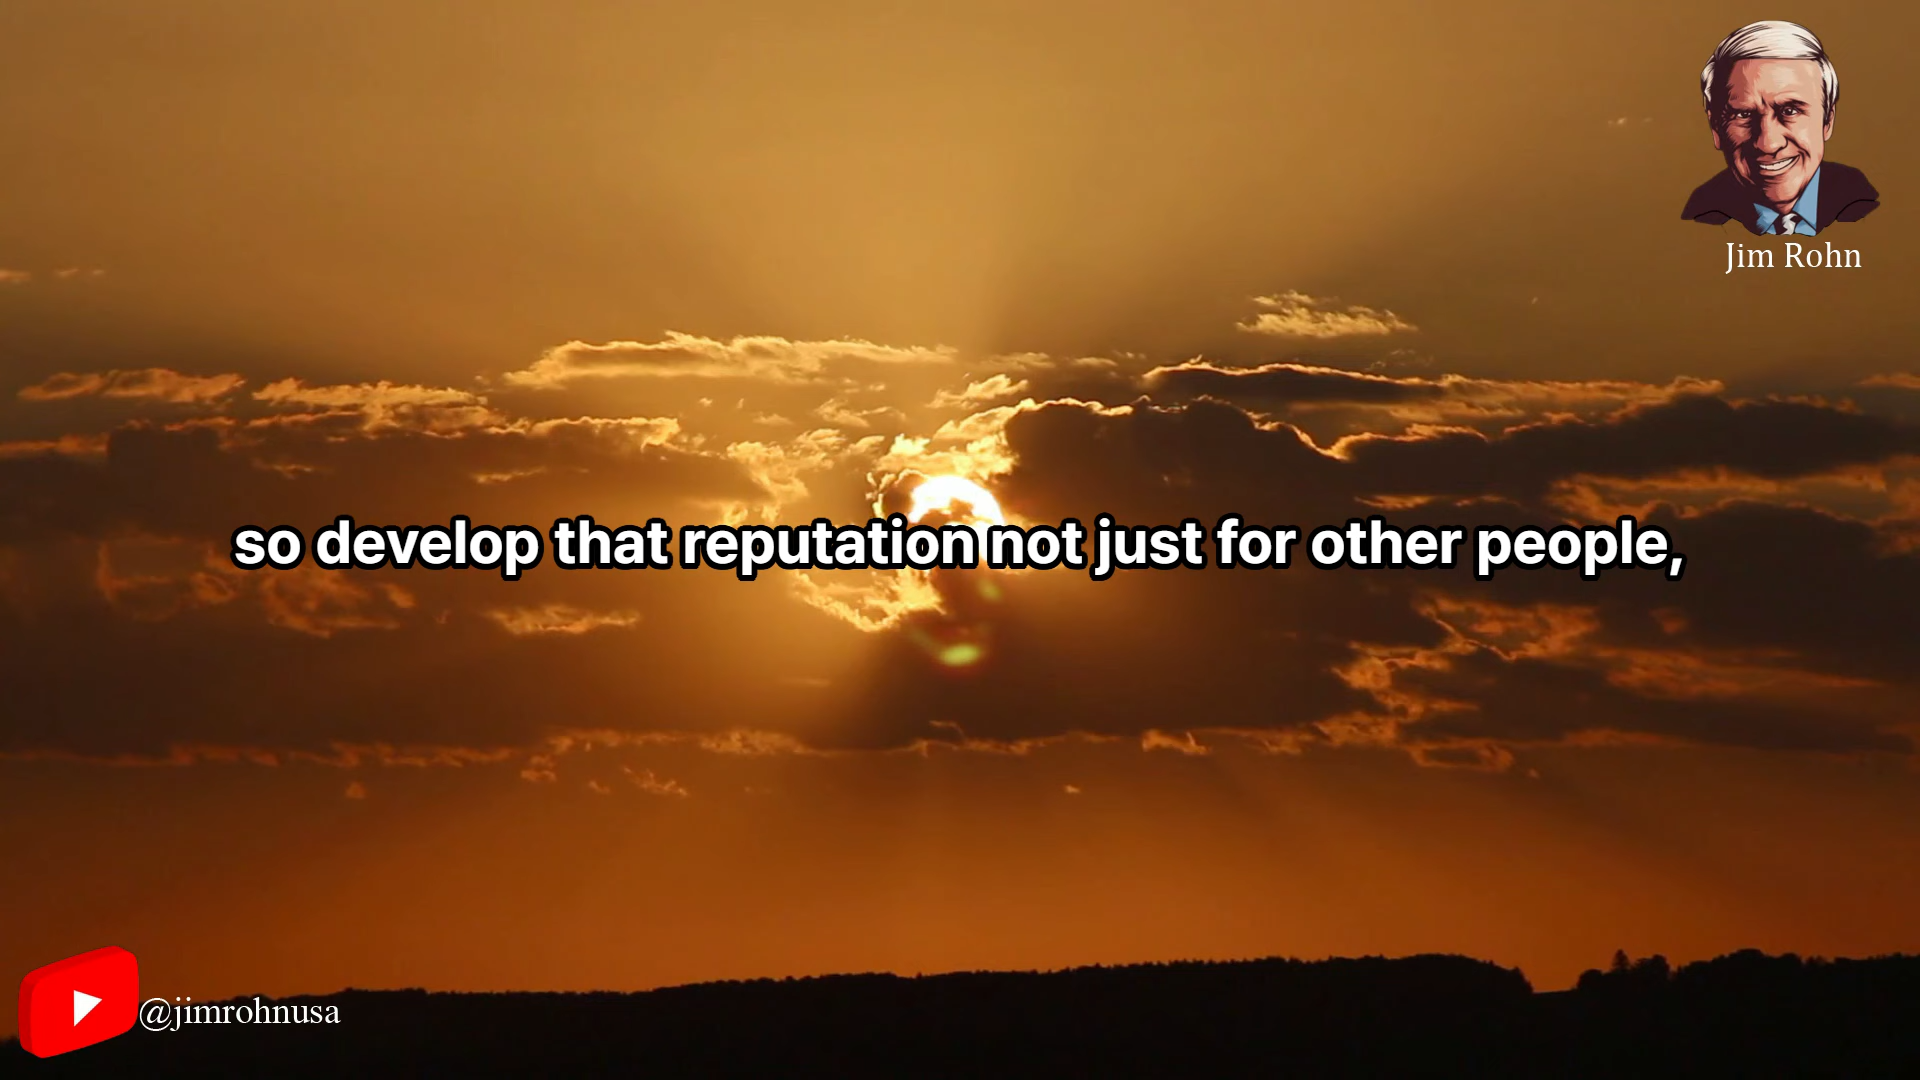 Jim Rohn
so develop that reputation not just for other people,
@jimrohnusa